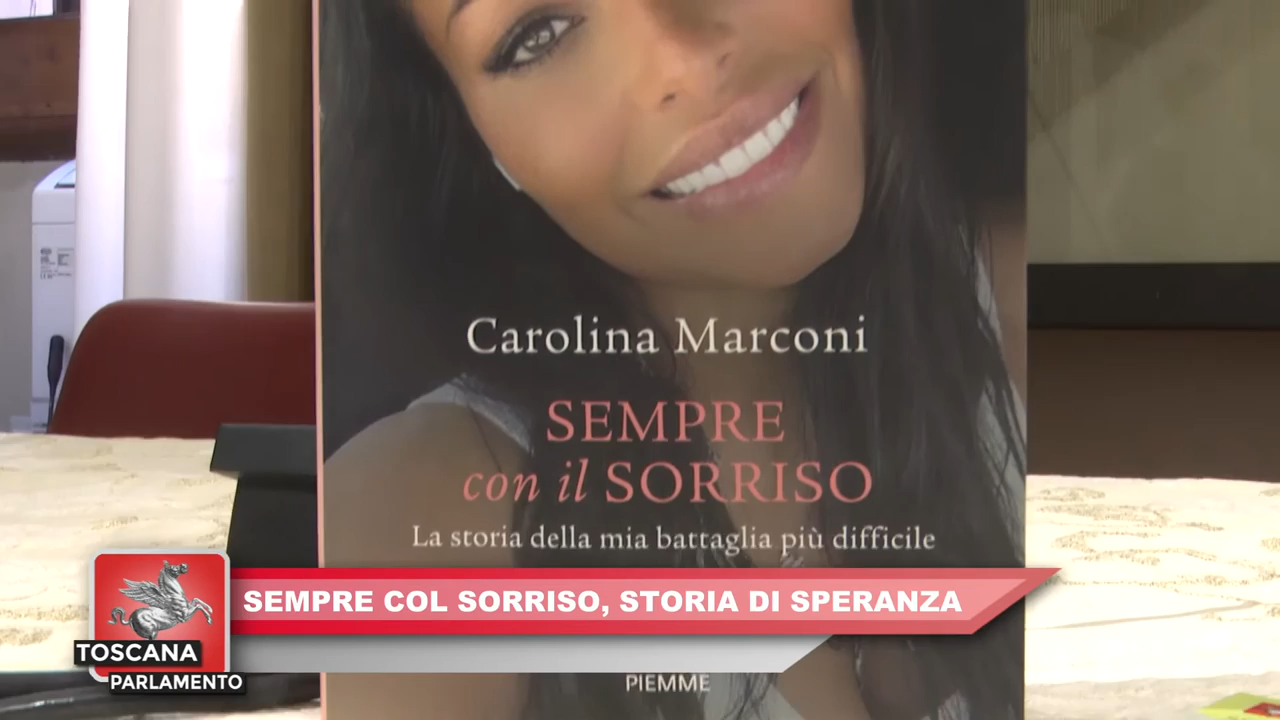 Carolina Marconi
SEMPRE
con il SORRISO
La storia della mia battaglia più difficile
SEMPRE COL SORRISO, STORIA DI SPERANZA
TOSCANA
PARLAMENTO
PIEMME